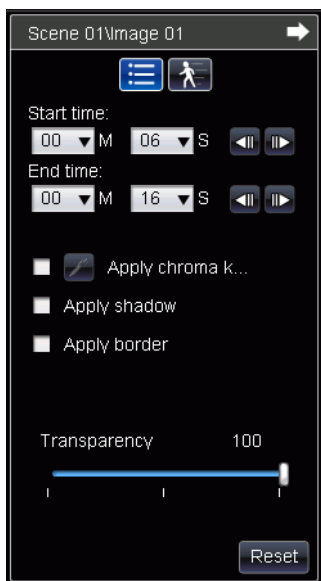 Scene 01\Image 01
Start time:
00 M 06 S
End time:
00 M 16 S
Apply chroma k...
Apply shadow
Apply border
Transparency 100
Reset